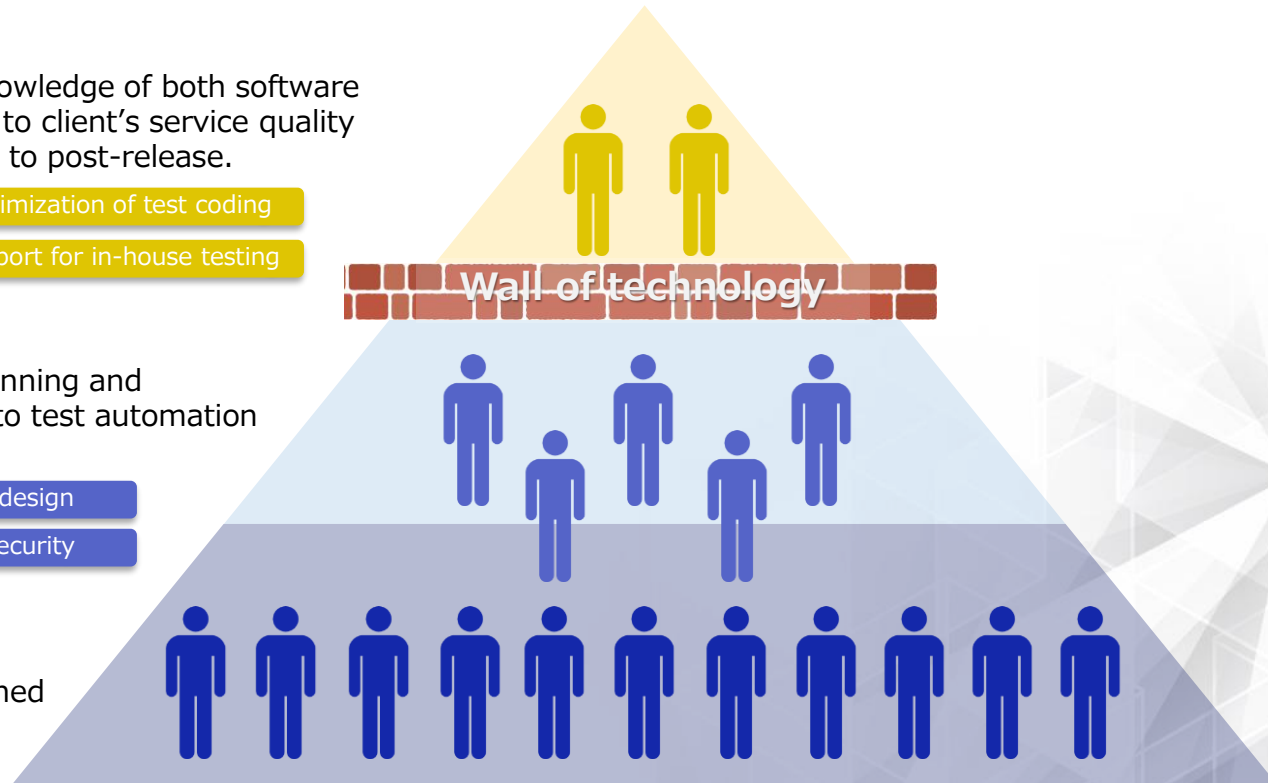 owledge of both software
to client's service quality
to post-release.
imization of test coding
port for in-house testing
Wall of technology
nning and
to test automation
design
ecurity
ned